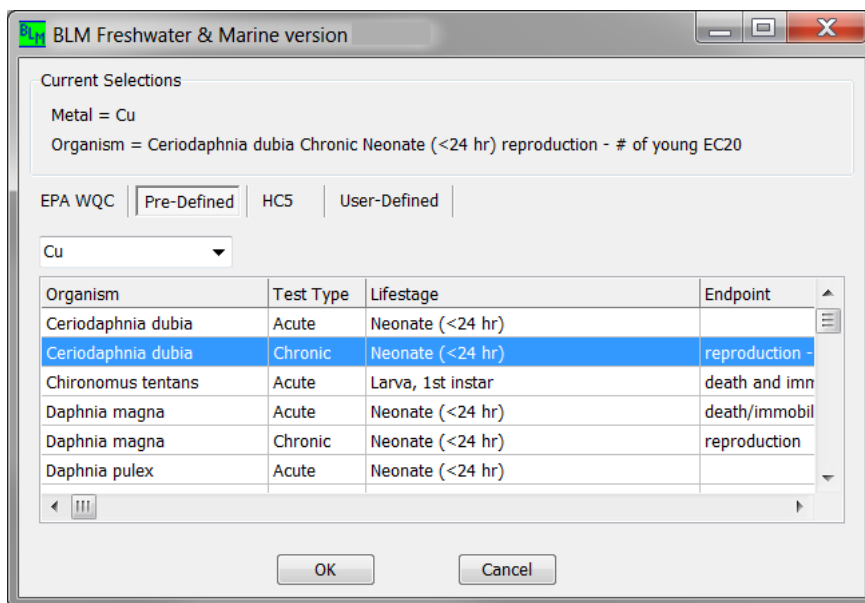 BLM BLM Freshwater & Marine version
Current Selections
Metal = Cu
Organism = Ceriodaphnia dubia Chronic Neonate (<24 hr) reproduction - # of young EC20
EPA WQC Pre-Defined HC5 User-Defined
Cu
Organism Test Type Lifestage Endpoint
Ceriodaphnia dubia Acute Neonate (<24 hr)
Ceriodaphnia dubia Chronic Neonate (<24 hr) reproduction -
Chironomus tentans Acute Larva, 1st instar death and imm
Daphnia magna Acute Neonate (<24 hr) death/immobil
Daphnia magna Chronic Neonate (<24 hr) reproduction
Daphnia pulex Acute Neonate (<24 hr)
OK Cancel